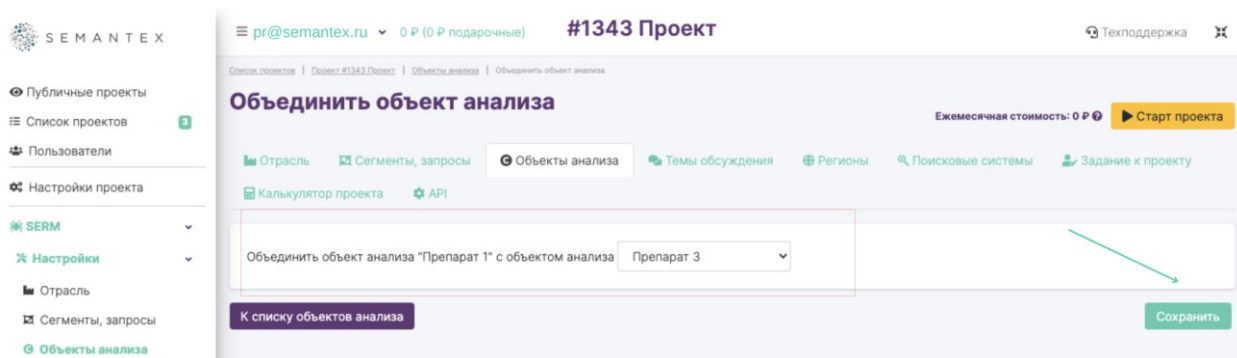 SEMANTEX
pr@semantex.ru 0 ₽ (0 ₽ подарочные) #1343 Проект Техподдержка
Публичные проекты
Список проектов 3
Пользователи
Настройки проекта
SERM
Настройки
Отрасль
Сегменты, запросы
Объекты анализа
Список проектов | Проект #1343 Проект | Объекты анализа | Объединить объект анализа
Объединить объект анализа
Ежемесячная стоимость: 0 ₽ Старт проекта
Отрасль Сегменты, запросы Объекты анализа Темы обсуждения Регионы Поисковые системы Задание к проекту
Калькулятор проекта API
Объединить объект анализа "Препарат 1" с объектом анализа Препарат 3
К списку объектов анализа Сохранить